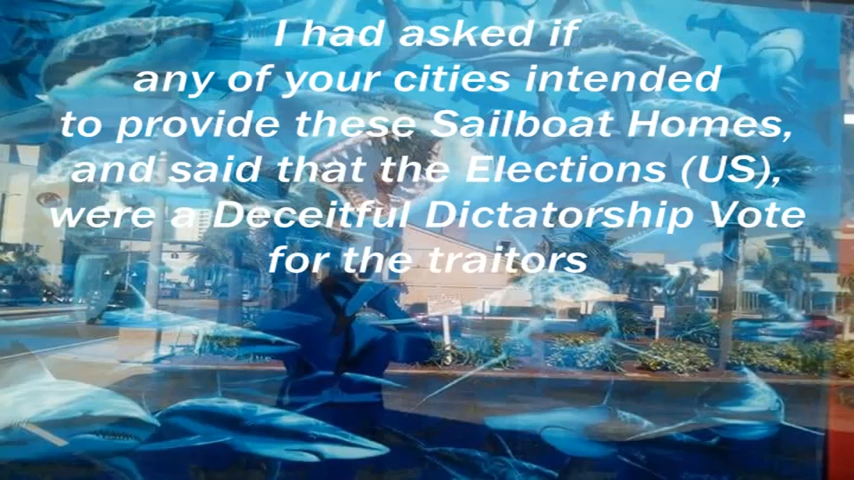 I had asked if
any of your cities intended
to provide these Sailboat Homes,
and said that the Elections (US),
were a Deceitful Dictatorship Vote
for the traitors